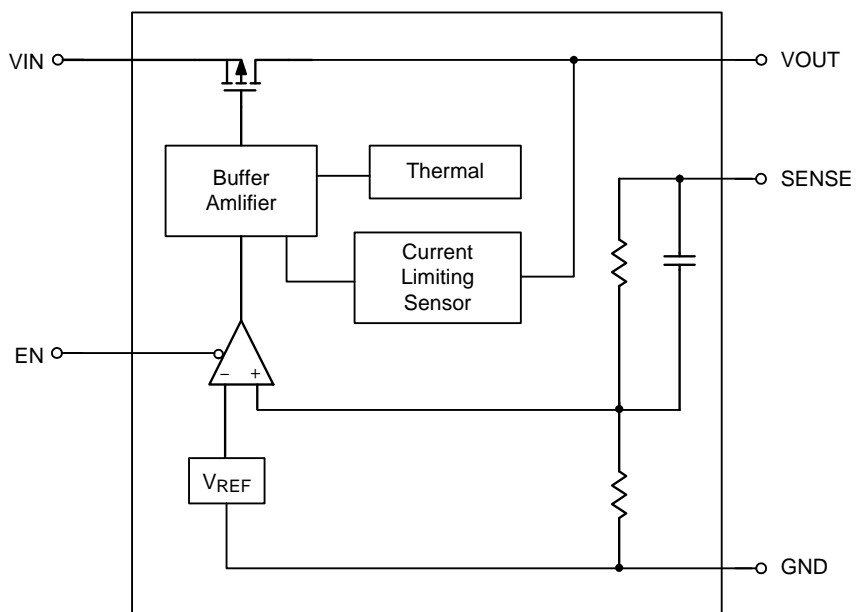 VIN
VOUT
Buffer
Amlifier
Thermal
SENSE
Current
Limiting
Sensor
EN
− +
VREF
GND